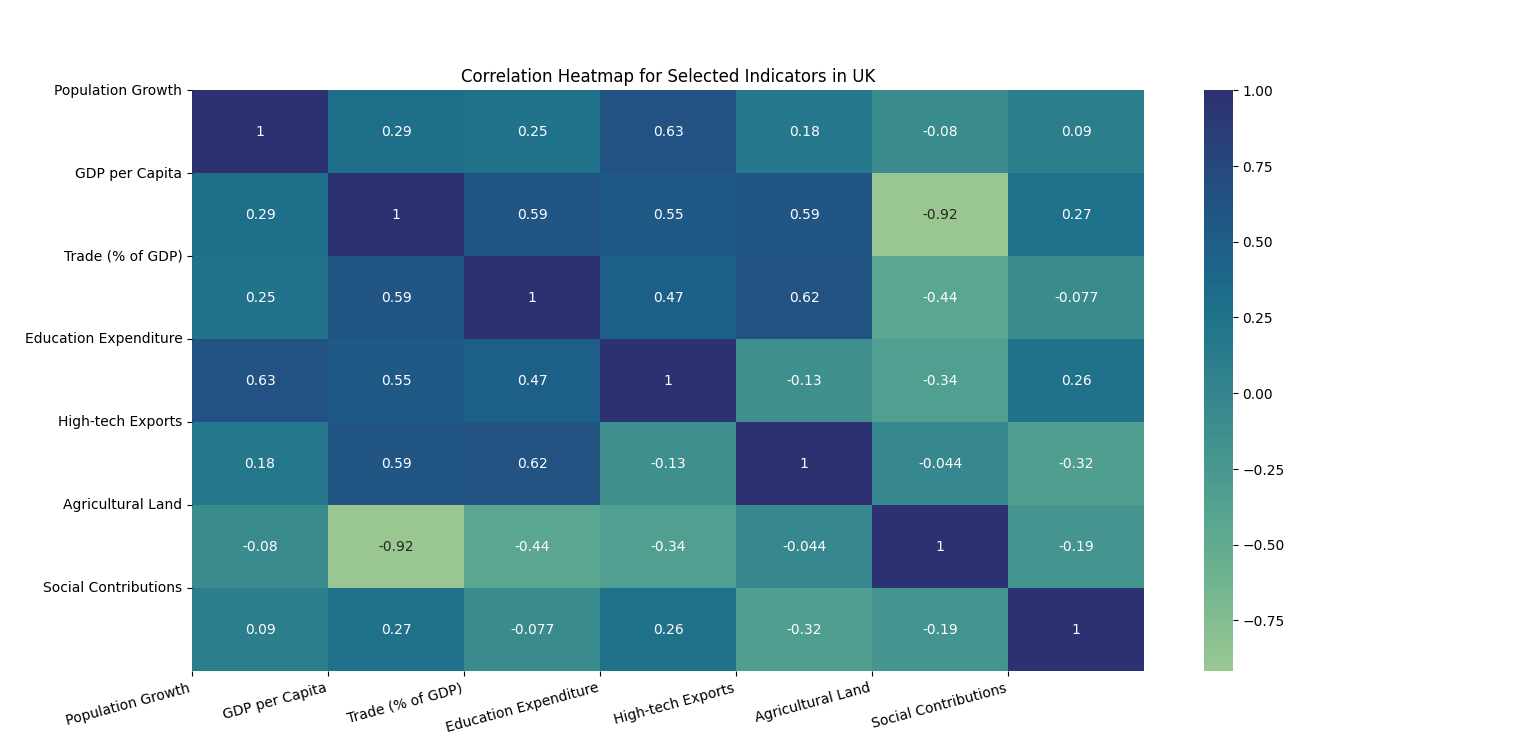 Correlation Heatmap for Selected Indicators in UK
Population Growth
1 0.29 0.25 0.63 0.18 -0.08 0.09
GDP per Capita
0.29 1 0.59 0.55 0.59 -0.92 0.27
Trade (% of GDP)
0.25 0.59 1 0.47 0.62 -0.44 -0.077
Education Expenditure
0.63 0.55 0.47 1 -0.13 -0.34 0.26
High-tech Exports
0.18 0.59 0.62 -0.13 1 -0.044 -0.32
Agricultural Land
-0.08 -0.92 -0.44 -0.34 -0.044 1 -0.19
Social Contributions
0.09 0.27 -0.077 0.26 -0.32 -0.19 1
Population Growth
GDP per Capita
Trade (% of GDP)
Education Expenditure
High-tech Exports
Agricultural Land
Social Contributions
1.00
0.75
0.50
0.25
0.00
−0.25
−0.50
−0.75